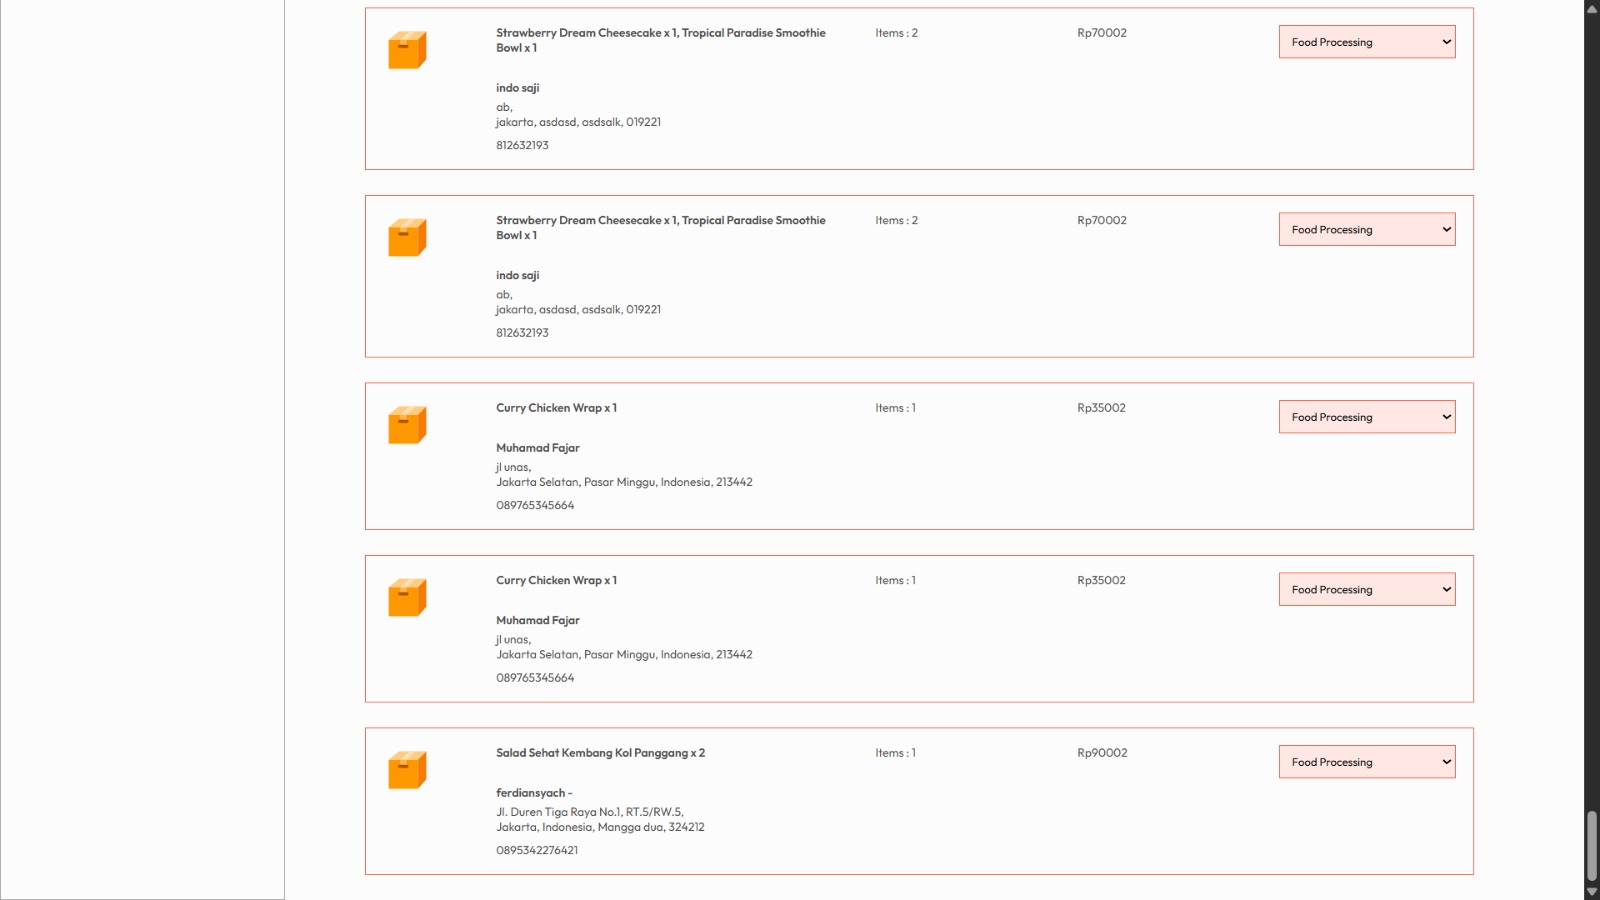 Strawberry Dream Cheesecake x 1, Tropical Paradise Smoothie
Bowl x 1
Items : 2
Rp70002
Food Processing
indo saji
ab,
jakarta, asdasd, asdsalk, 019221
812632193
Strawberry Dream Cheesecake x 1, Tropical Paradise Smoothie
Bowl x 1
Items : 2
Rp70002
Food Processing
indo saji
ab,
jakarta, asdasd, asdsalk, 019221
812632193
Curry Chicken Wrap x 1
Items : 1
Rp35002
Food Processing
Muhamad Fajar
jl unas,
Jakarta Selatan, Pasar Minggu, Indonesia, 213442
089765345664
Curry Chicken Wrap x 1
Items : 1
Rp35002
Food Processing
Muhamad Fajar
jl unas,
Jakarta Selatan, Pasar Minggu, Indonesia, 213442
089765345664
Salad Sehat Kembang Kol Panggang x 2
Items : 1
Rp90002
Food Processing
ferdiansyach -
Jl. Duren Tiga Raya No.1, RT.5/RW.5,
Jakarta, Indonesia, Mangga dua, 324212
0895342276421